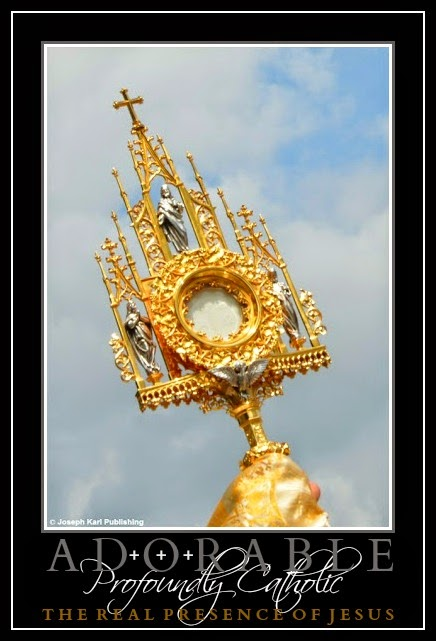 © Joseph Karl Publishing
ADORABLE
+ + +
Profoundly Catholic
THE REAL PRESENCE OF JESUS